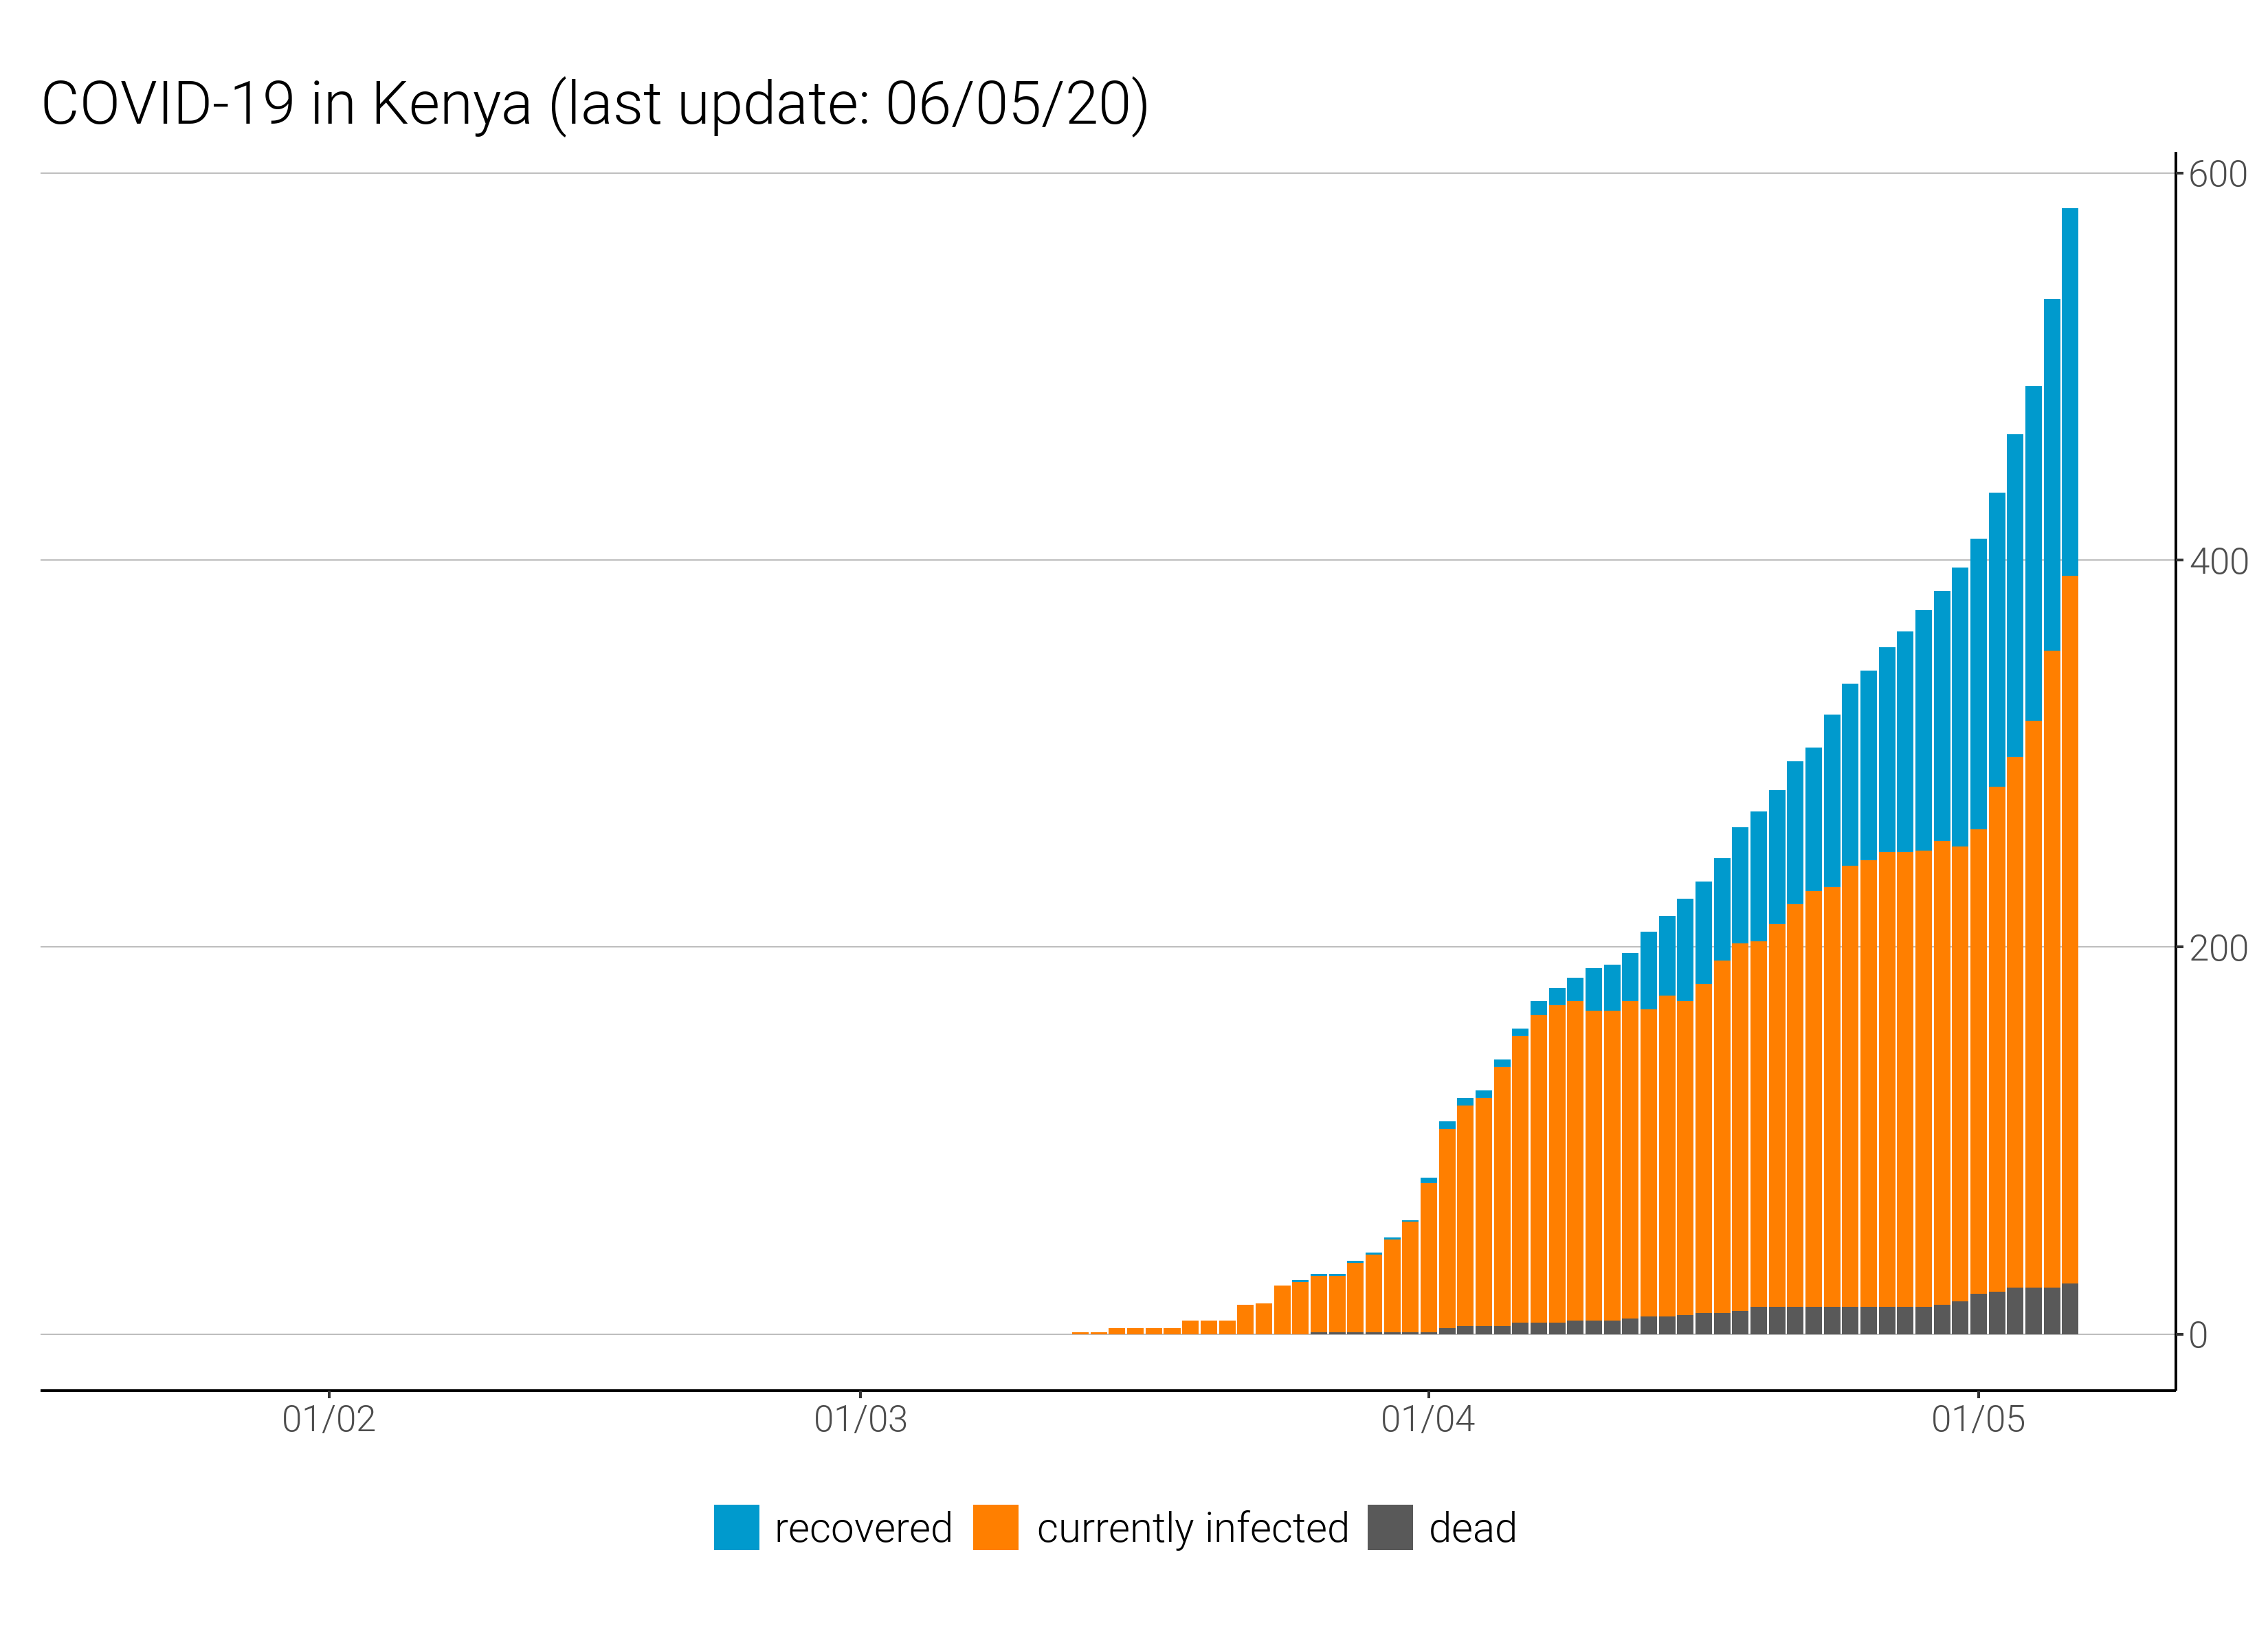 COVID-19 in Kenya (last update: 06/05/20)
600
400
200
0
01/02 01/03 01/04 01/05
recovered currently infected dead